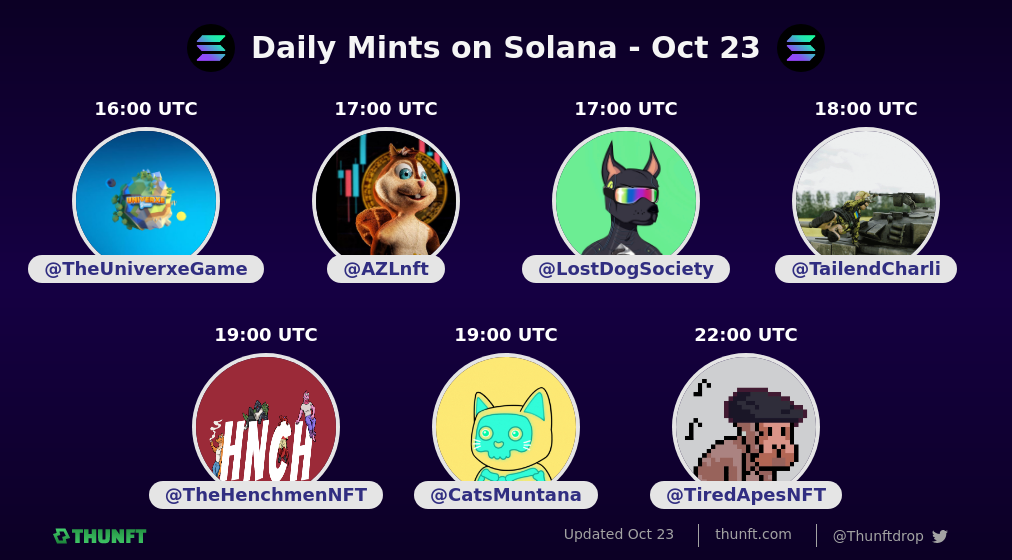 Daily Mints on Solana - Oct 23
16:00 UTC
17:00 UTC
17:00 UTC
18:00 UTC
UNIVERXE
@TheUniverxeGame
@AZLnft
@LostDogSociety
@TailendCharli
19:00 UTC
19:00 UTC
22:00 UTC
HNCH
@TheHenchmenNFT
@CatsMuntana
@TiredApesNFT
THUNFT
Updated Oct 23
thunft.com
@Thunftdrop